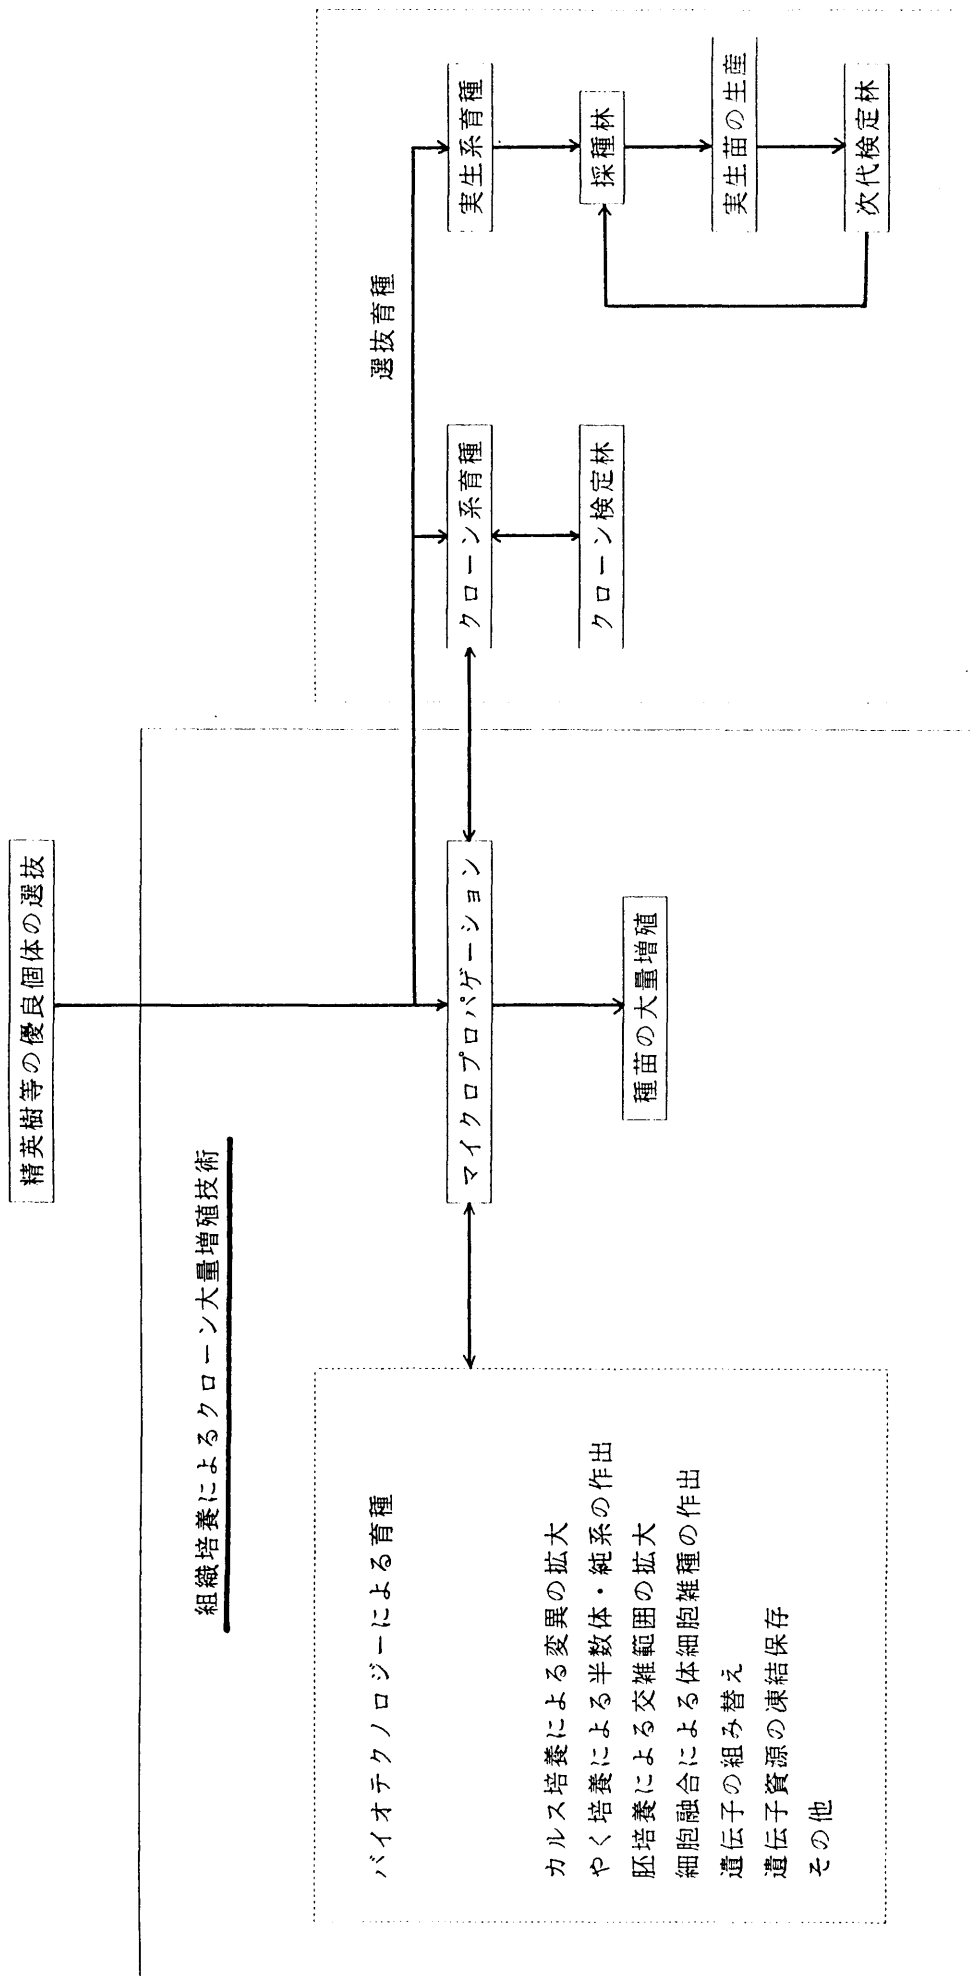 精英樹等の優良個体の選抜
組織培養によるクローン大量増殖技術
バイオテクノロジーによる育種
カルス培養による変異の拡大
やく培養による半数体・純系の作出
胚培養による交雑範囲の拡大
細胞融合による体細胞雑種の作出
遺伝子の組み替え
遺伝子資源の凍結保存
その他
マイクロプロパゲーション
種苗の大量増殖
選抜育種
クローン系育種
クローン検定林
実生系育種
採種林
実生苗の生産
次代検定林